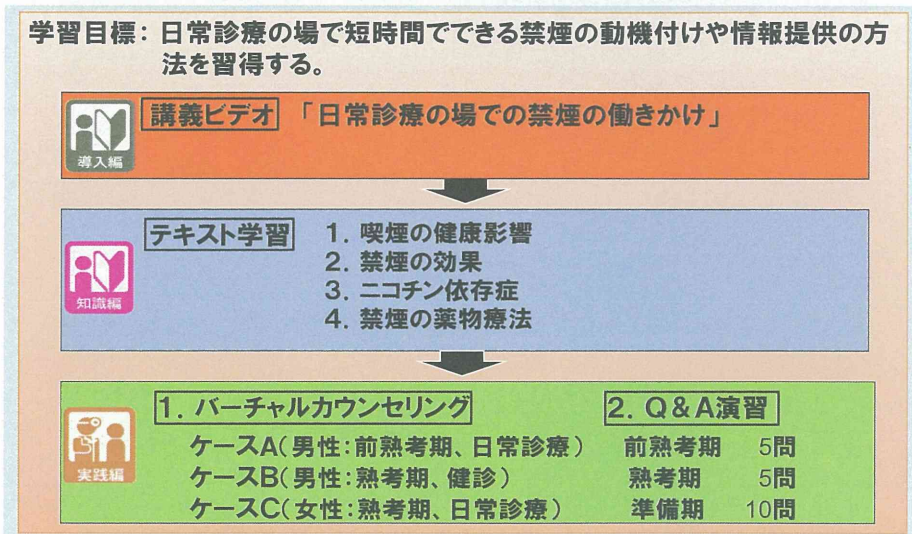 学習目標：日常診療の場で短時間でできる禁煙の動機付けや情報提供の方
法を習得する。
導入編
講義ビデオ 「日常診療の場での禁煙の働きかけ」
知識編
テキスト学習 1．喫煙の健康影響
2．禁煙の効果
3．ニコチン依存症
4．禁煙の薬物療法
実践編
1．バーチャルカウンセリング 2．Q＆A演習
ケースA（男性：前熟考期、日常診療） 前熟考期 5問
ケースB（男性：熟考期、健診） 熟考期 5問
ケースC（女性：熟考期、日常診療） 準備期 10問